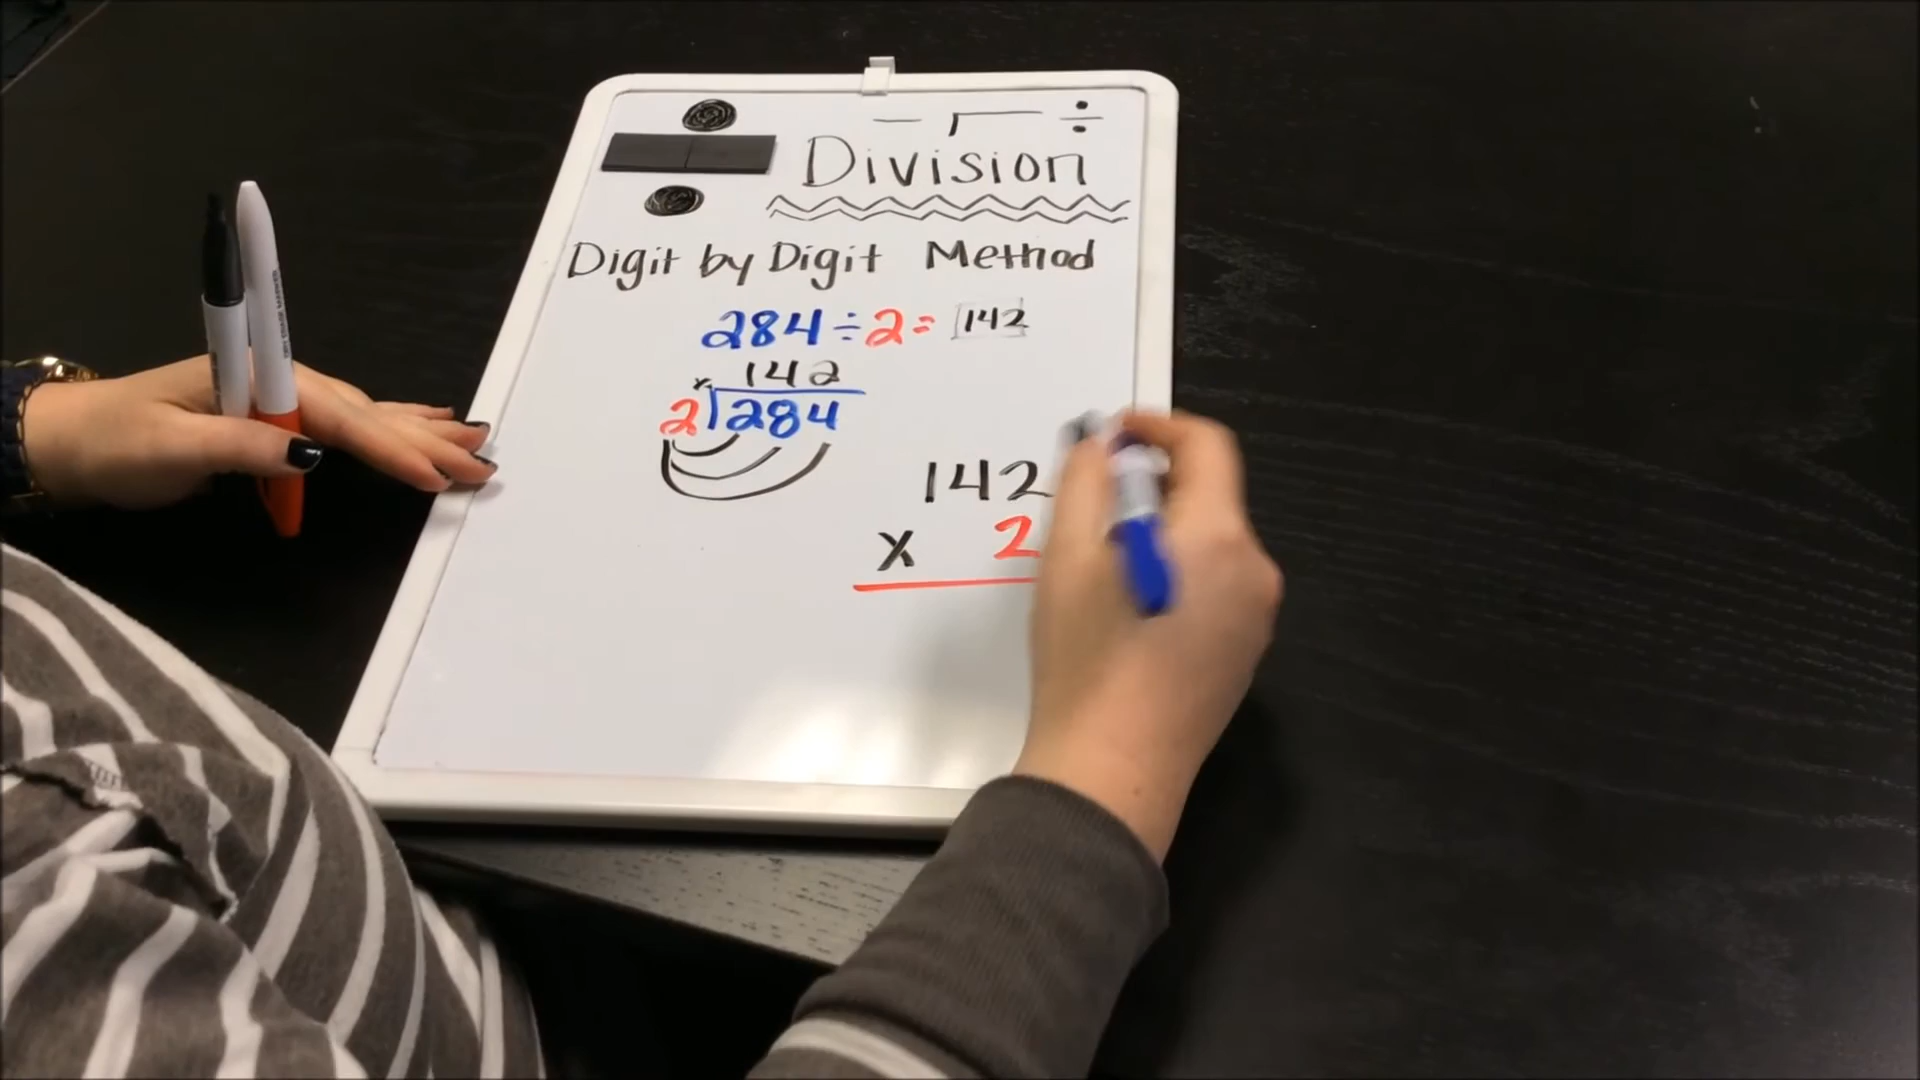 Division
Digit by Digit Method
284÷2= 142
142
2 284
142
x 2